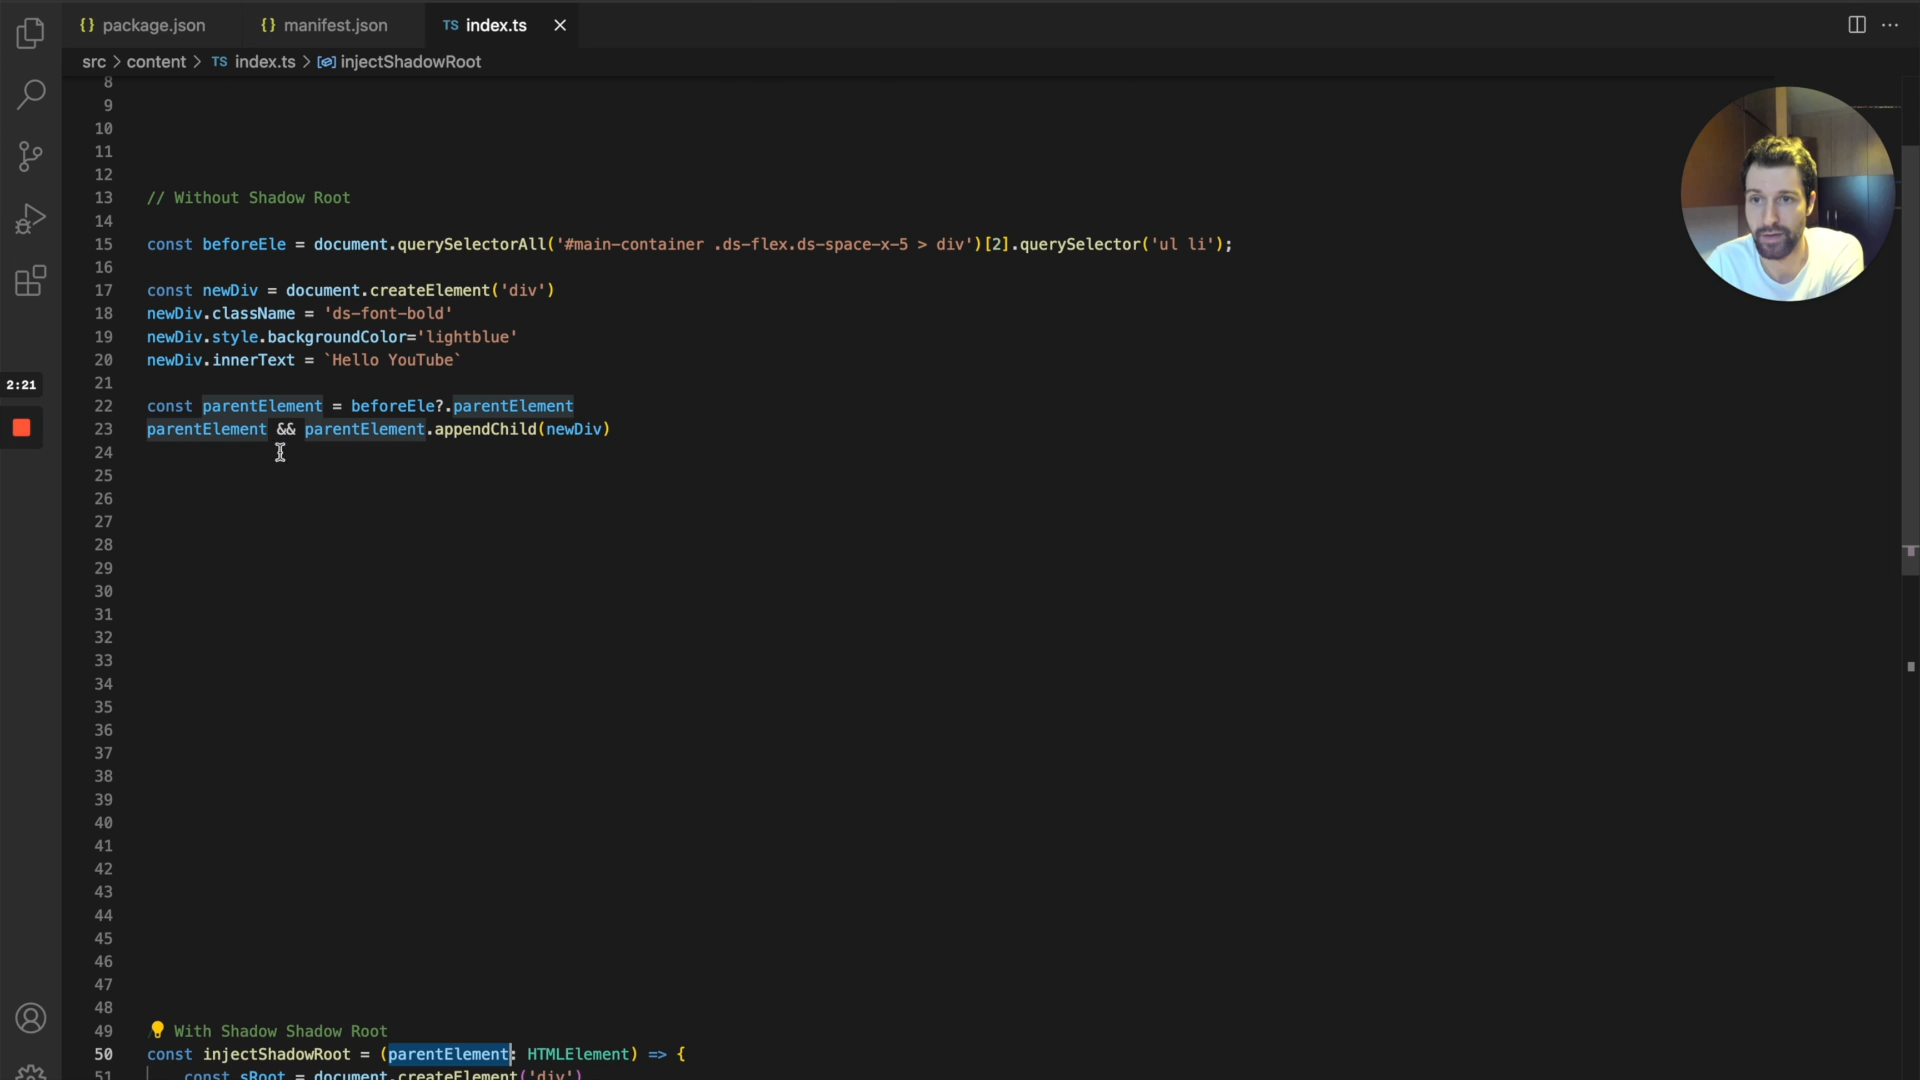 {} package.json
{} manifest.json
TS index.ts
src > content > TS index.ts > injectShadowRoot
8
9
10
11
12
13 // Without Shadow Root
14
15 const beforeEle = document.querySelectorAll('#main-container .ds-flex.ds-space-x-5 > div')[2].querySelector('ul li');
16
17 const newDiv = document.createElement('div')
18 newDiv.className = 'ds-font-bold'
19 newDiv.style.backgroundColor='lightblue'
20 newDiv.innerText = `Hello YouTube`
21
2:21
22 const parentElement = beforeEle?.parentElement
23 parentElement && parentElement.appendChild(newDiv)
24
25
26
27
28
29
30
31
32
33
34
35
36
37
38
39
40
41
42
43
44
45
46
47
48
49 With Shadow Shadow Root
50 const injectShadowRoot = (parentElement: HTMLElement) => {
51 const sRoot = document.createElement('div')